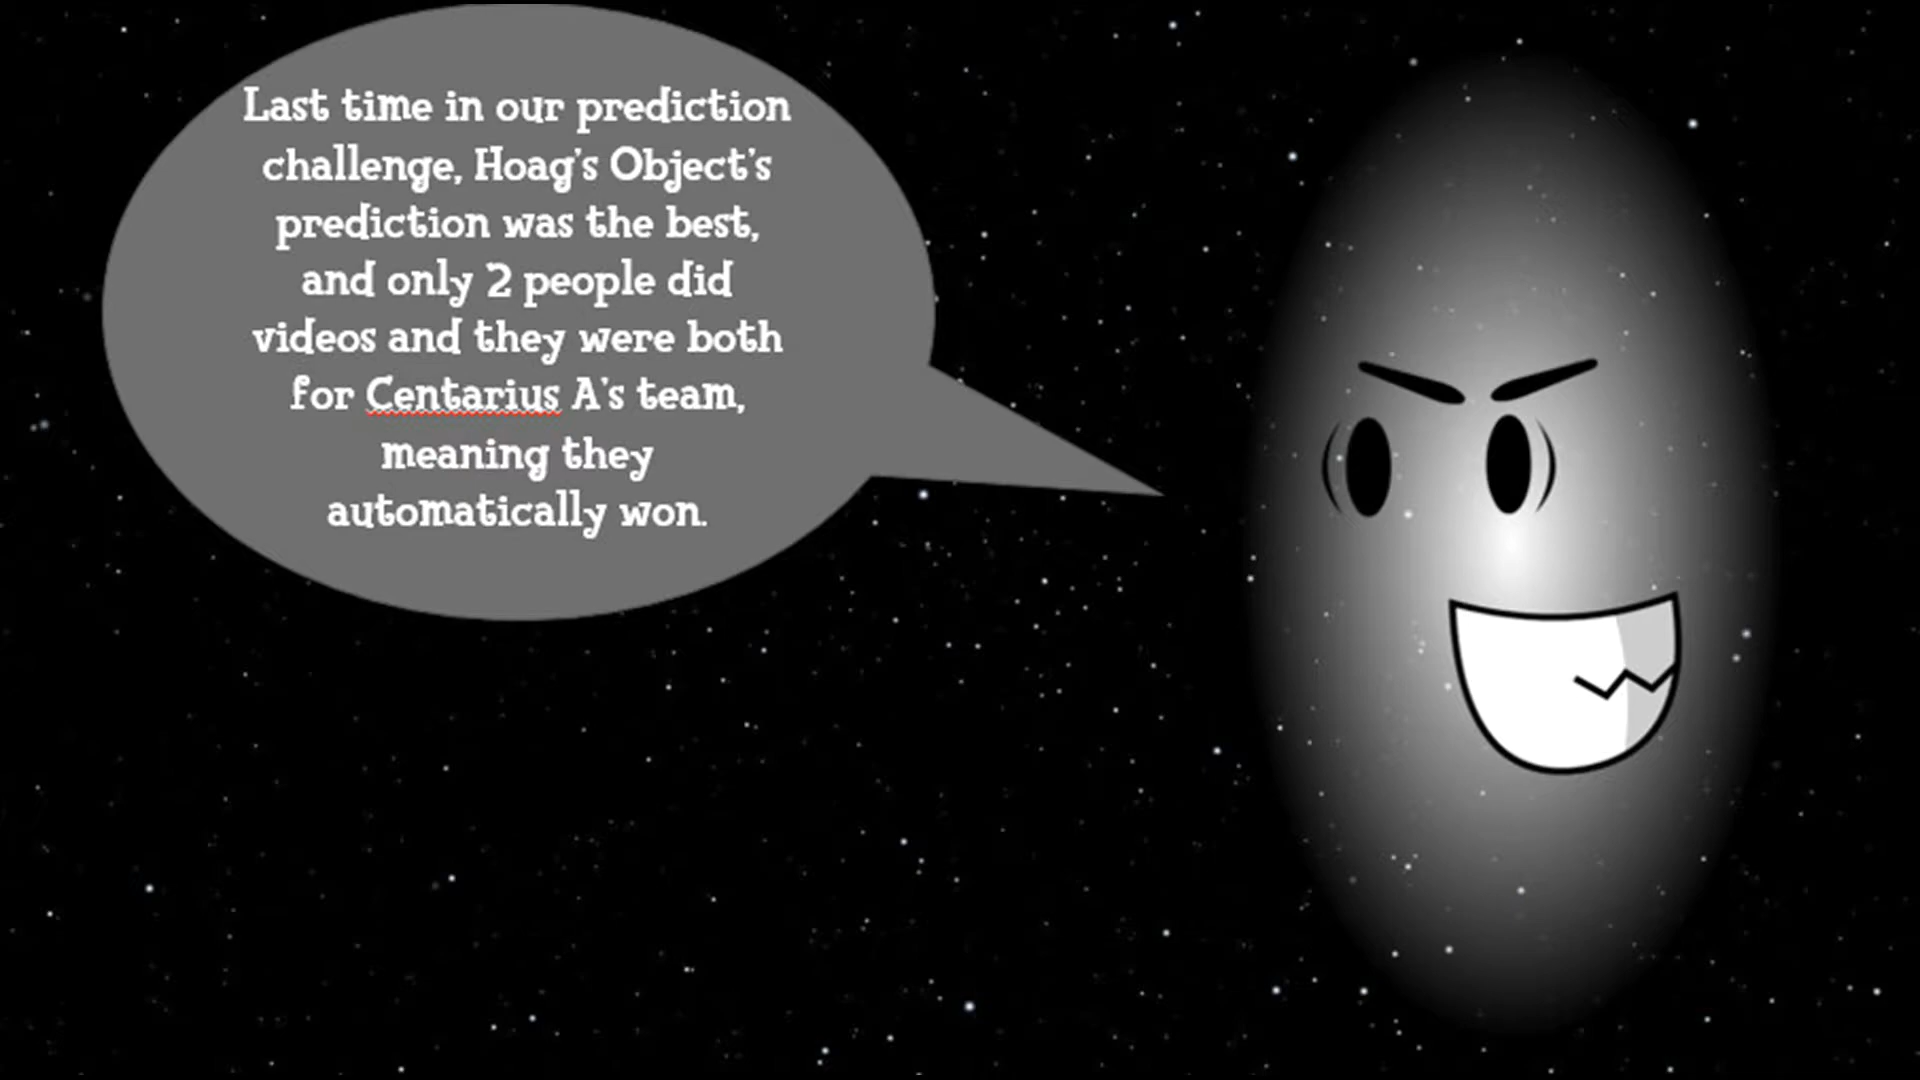 Last time in our prediction
challenge, Hoag's Object's
prediction was the best,
and only 2 people did
videos and they were both
for Centarius A's team,
meaning they
automatically won.